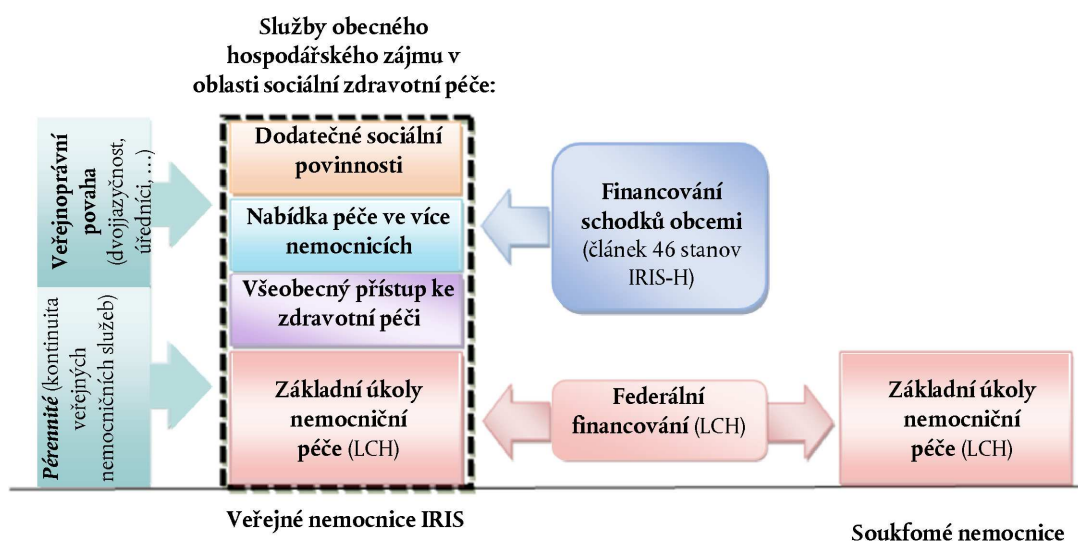 Služby obecného
hospodářského zájmu v
oblasti sociální zdravotní péče:
Veřejnoprávní
povaha
(dvojjazyčnost,
úředníci, …)
Pérennité (kontinuita
veřejných
nemocničních služeb)
Dodatečné sociální
povinnosti
Nabídka péče ve více
nemocnicích
Všeobecný přístup ke
zdravotní péči
Základní úkoly
nemocniční
péče (LCH)
Financování
schodků obcemi
(článek 46 stanov
IRIS-H)
Federální
financování (LCH)
Základní úkoly
nemocniční
péče (LCH)
Veřejné nemocnice IRIS
Soukfomé nemocnice